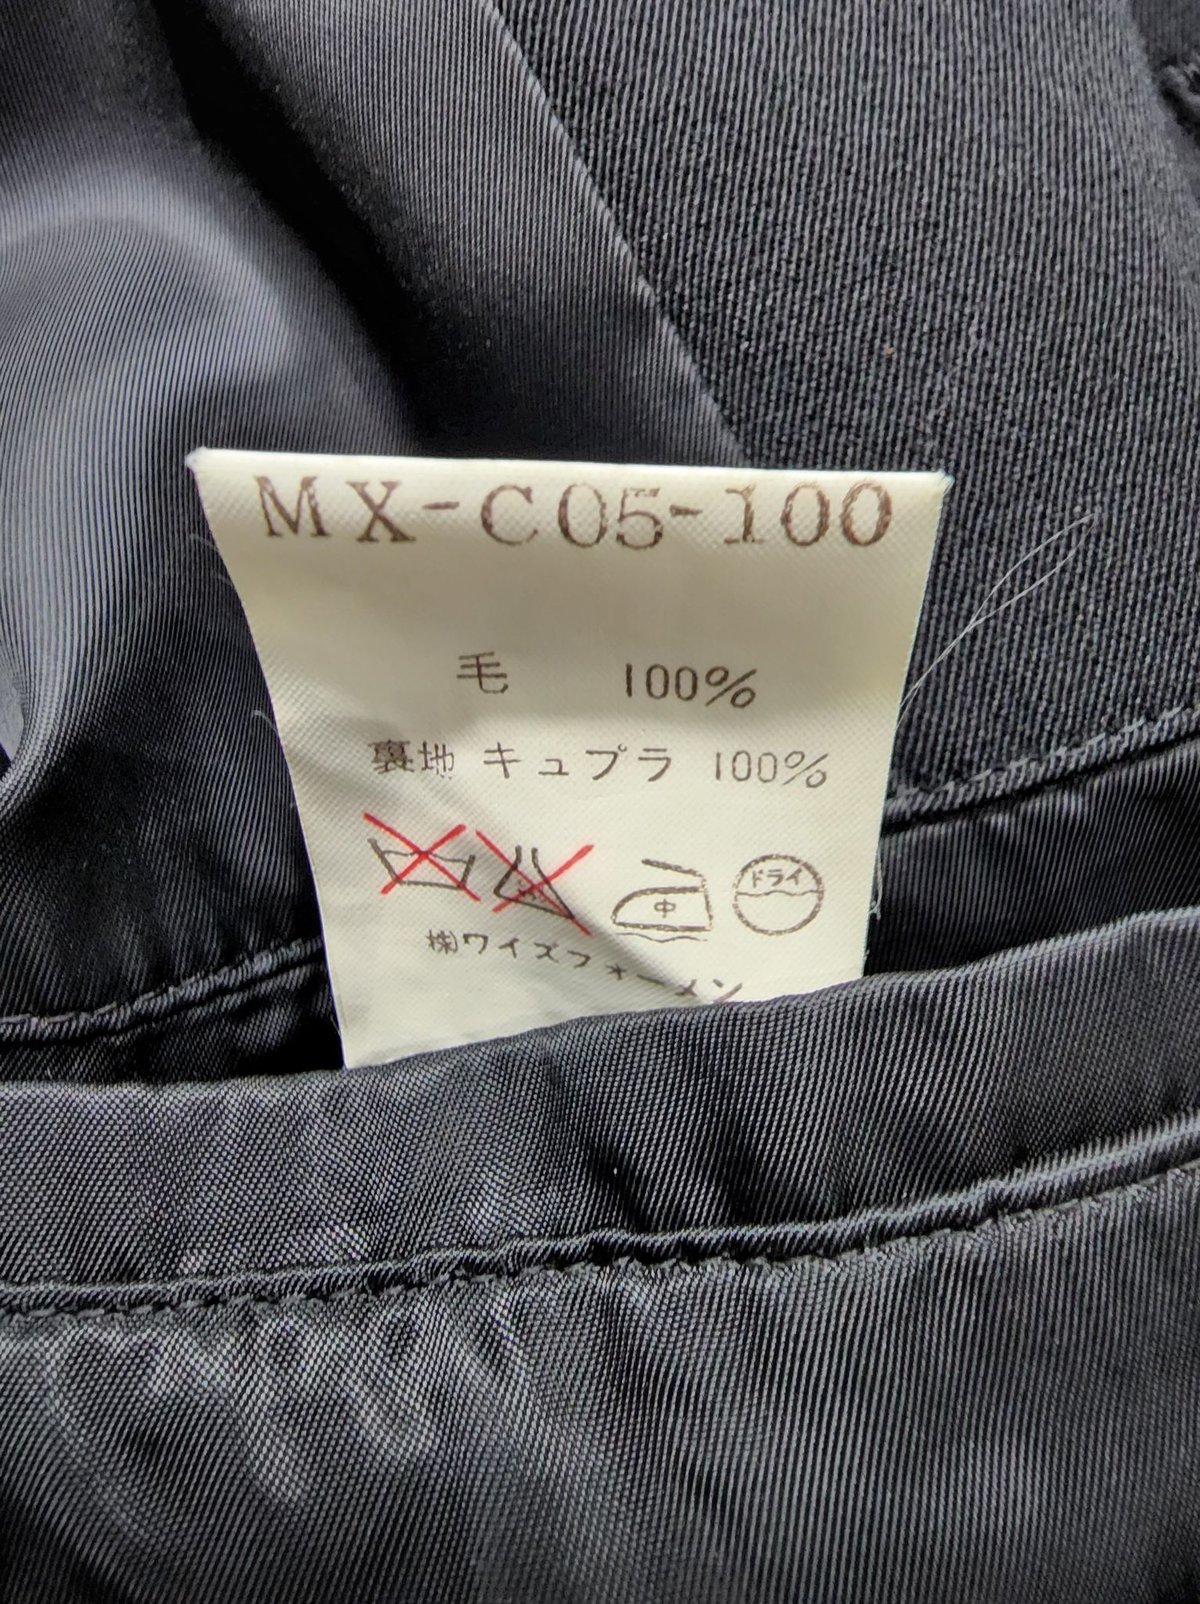 MX-C05-100
毛 100%
裏地 キュプラ 100%
中 ドライ
㈱ワイズフォーメン